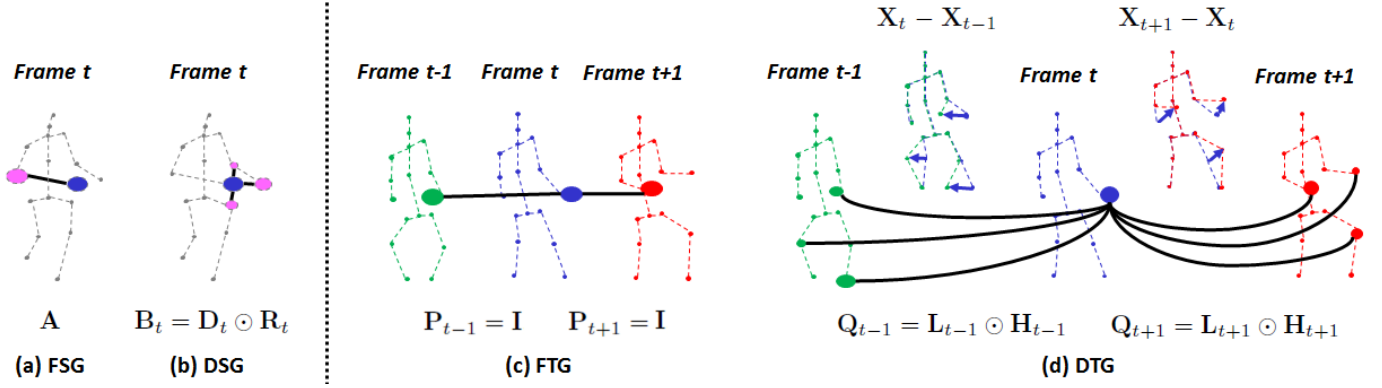 X_t − X_{t−1}
X_{t+1} − X_t
Frame t
Frame t
Frame t-1
Frame t
Frame t+1
Frame t-1
Frame t
Frame t+1
A
B_t = D_t ⊙ R_t
P_{t−1} = I
P_{t+1} = I
Q_{t−1} = L_{t−1} ⊙ H_{t−1}
Q_{t+1} = L_{t+1} ⊙ H_{t+1}
(a) FSG
(b) DSG
(c) FTG
(d) DTG